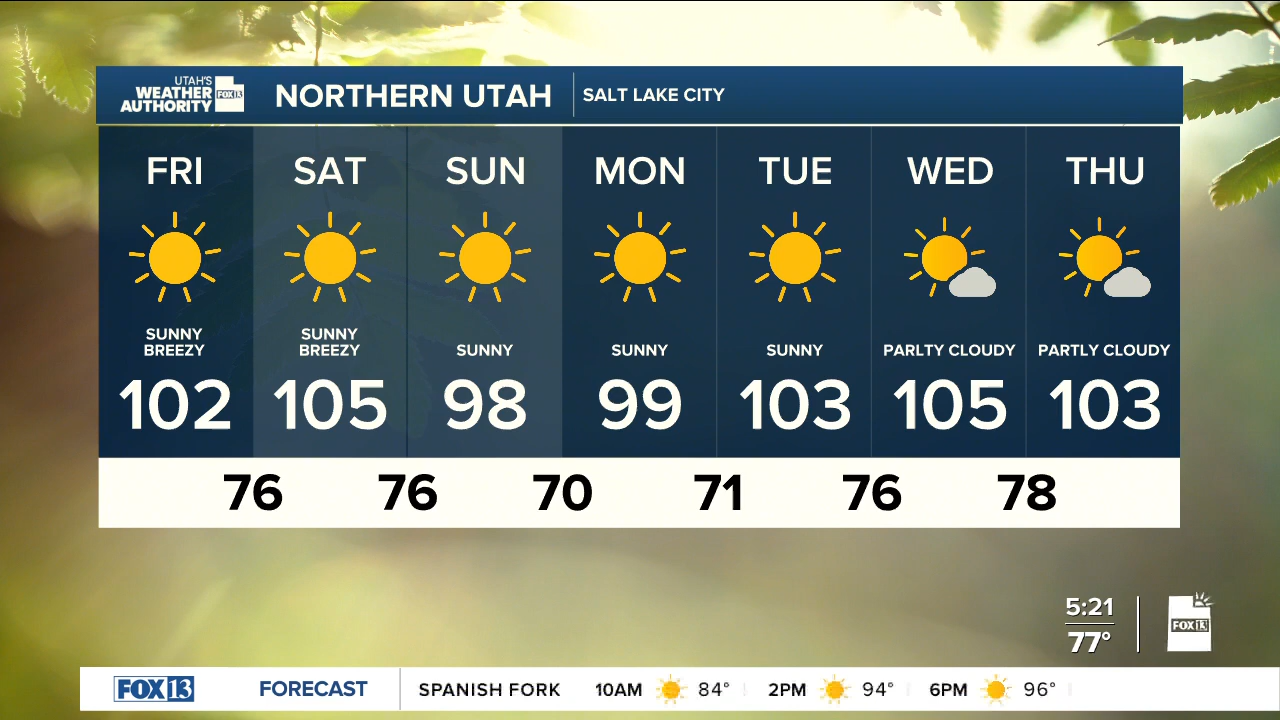 UTAH'S
WEATHER
AUTHORITY
FOX 13
NORTHERN UTAH
SALT LAKE CITY
FRI SAT SUN MON TUE WED THU
SUNNY BREEZY
SUNNY BREEZY
SUNNY
SUNNY
SUNNY
PARLTY CLOUDY
PARTLY CLOUDY
102 105 98 99 103 105 103
76 76 70 71 76 78
5:21
77°
FOX 13
FOX 13 FORECAST SPANISH FORK 10AM 84° 2PM 94° 6PM 96°